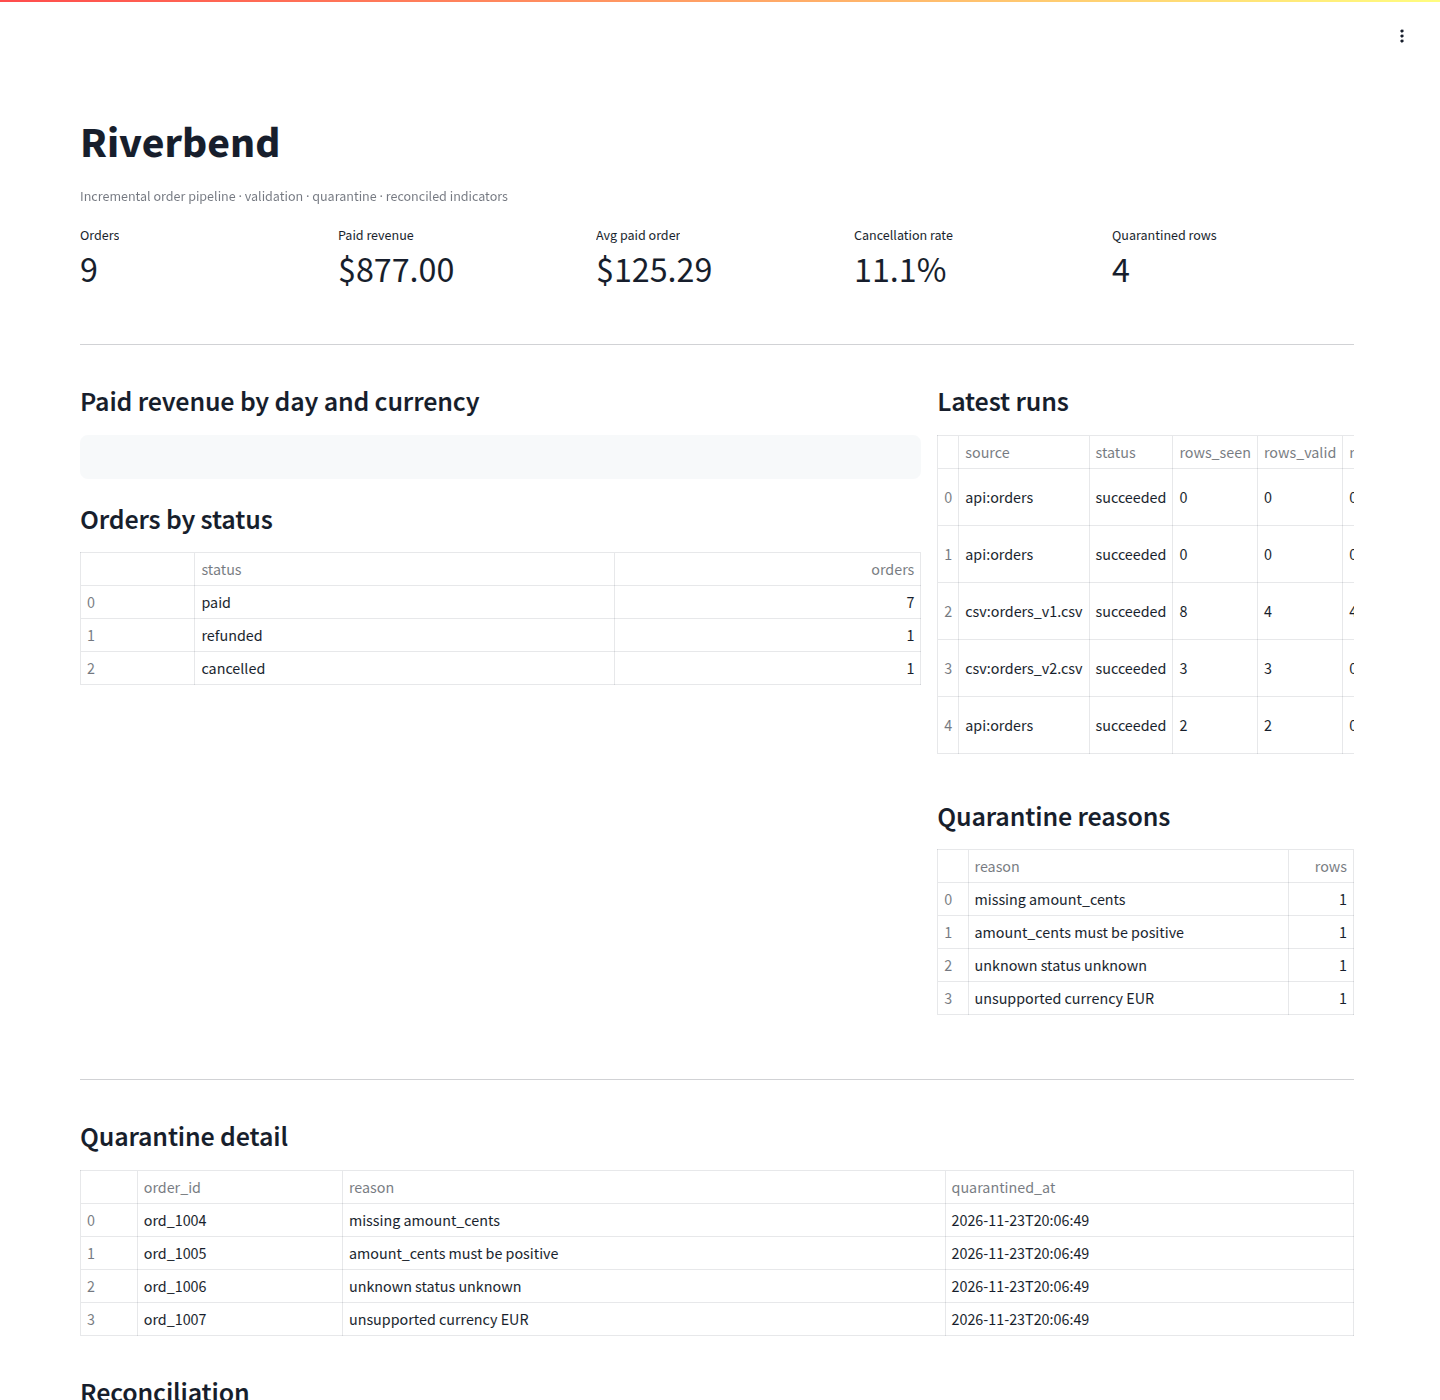 Riverbend
Incremental order pipeline · validation · quarantine · reconciled indicators
Orders Paid revenue Avg paid order Cancellation rate Quarantined rows
9 $877.00 $125.29 11.1% 4
Paid revenue by day and currency
Orders by status
status orders
0 paid 7
1 refunded 1
2 cancelled 1
Latest runs
source status rows_seen rows_valid
0 api:orders succeeded 0 0
1 api:orders succeeded 0 0
2 csv:orders_v1.csv succeeded 8 4
3 csv:orders_v2.csv succeeded 3 3
4 api:orders succeeded 2 2
Quarantine reasons
reason rows
0 missing amount_cents 1
1 amount_cents must be positive 1
2 unknown status unknown 1
3 unsupported currency EUR 1
Quarantine detail
order_id reason quarantined_at
0 ord_1004 missing amount_cents 2026-11-23T20:06:49
1 ord_1005 amount_cents must be positive 2026-11-23T20:06:49
2 ord_1006 unknown status unknown 2026-11-23T20:06:49
3 ord_1007 unsupported currency EUR 2026-11-23T20:06:49
Reconciliation